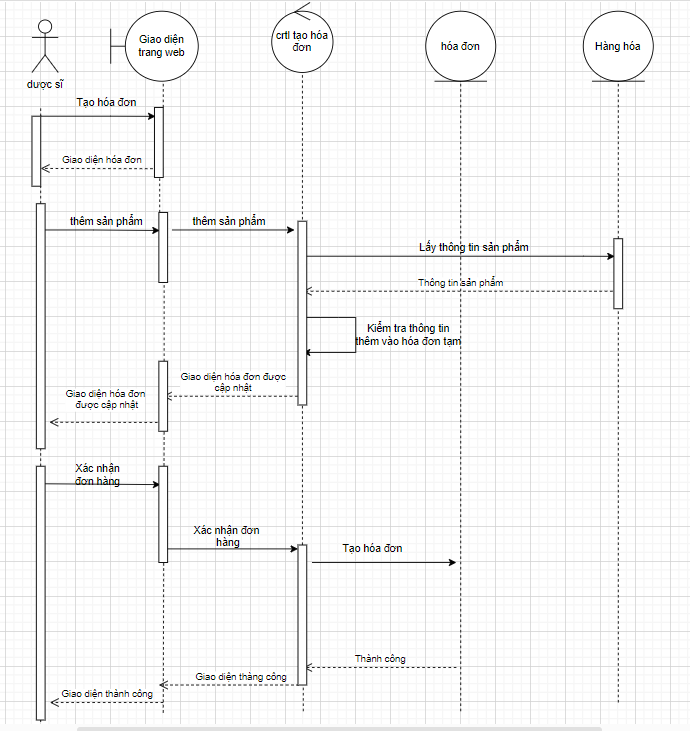 dược sĩ
Giao diện
trang web
crtl tạo hóa
đơn
hóa đơn
Hàng hóa
Tạo hóa đơn
Giao diện hóa đơn
thêm sản phẩm
thêm sản phẩm
Lấy thông tin sản phẩm
Thông tin sản phẩm
Kiểm tra thông tin
thêm vào hóa đơn tạm
Giao diện hóa đơn được
cập nhật
Giao diện hóa đơn
được cập nhật
Xác nhận
đơn hàng
Xác nhận đơn
hàng
Tạo hóa đơn
Thành công
Giao diện thàng công
Giao diện thành công